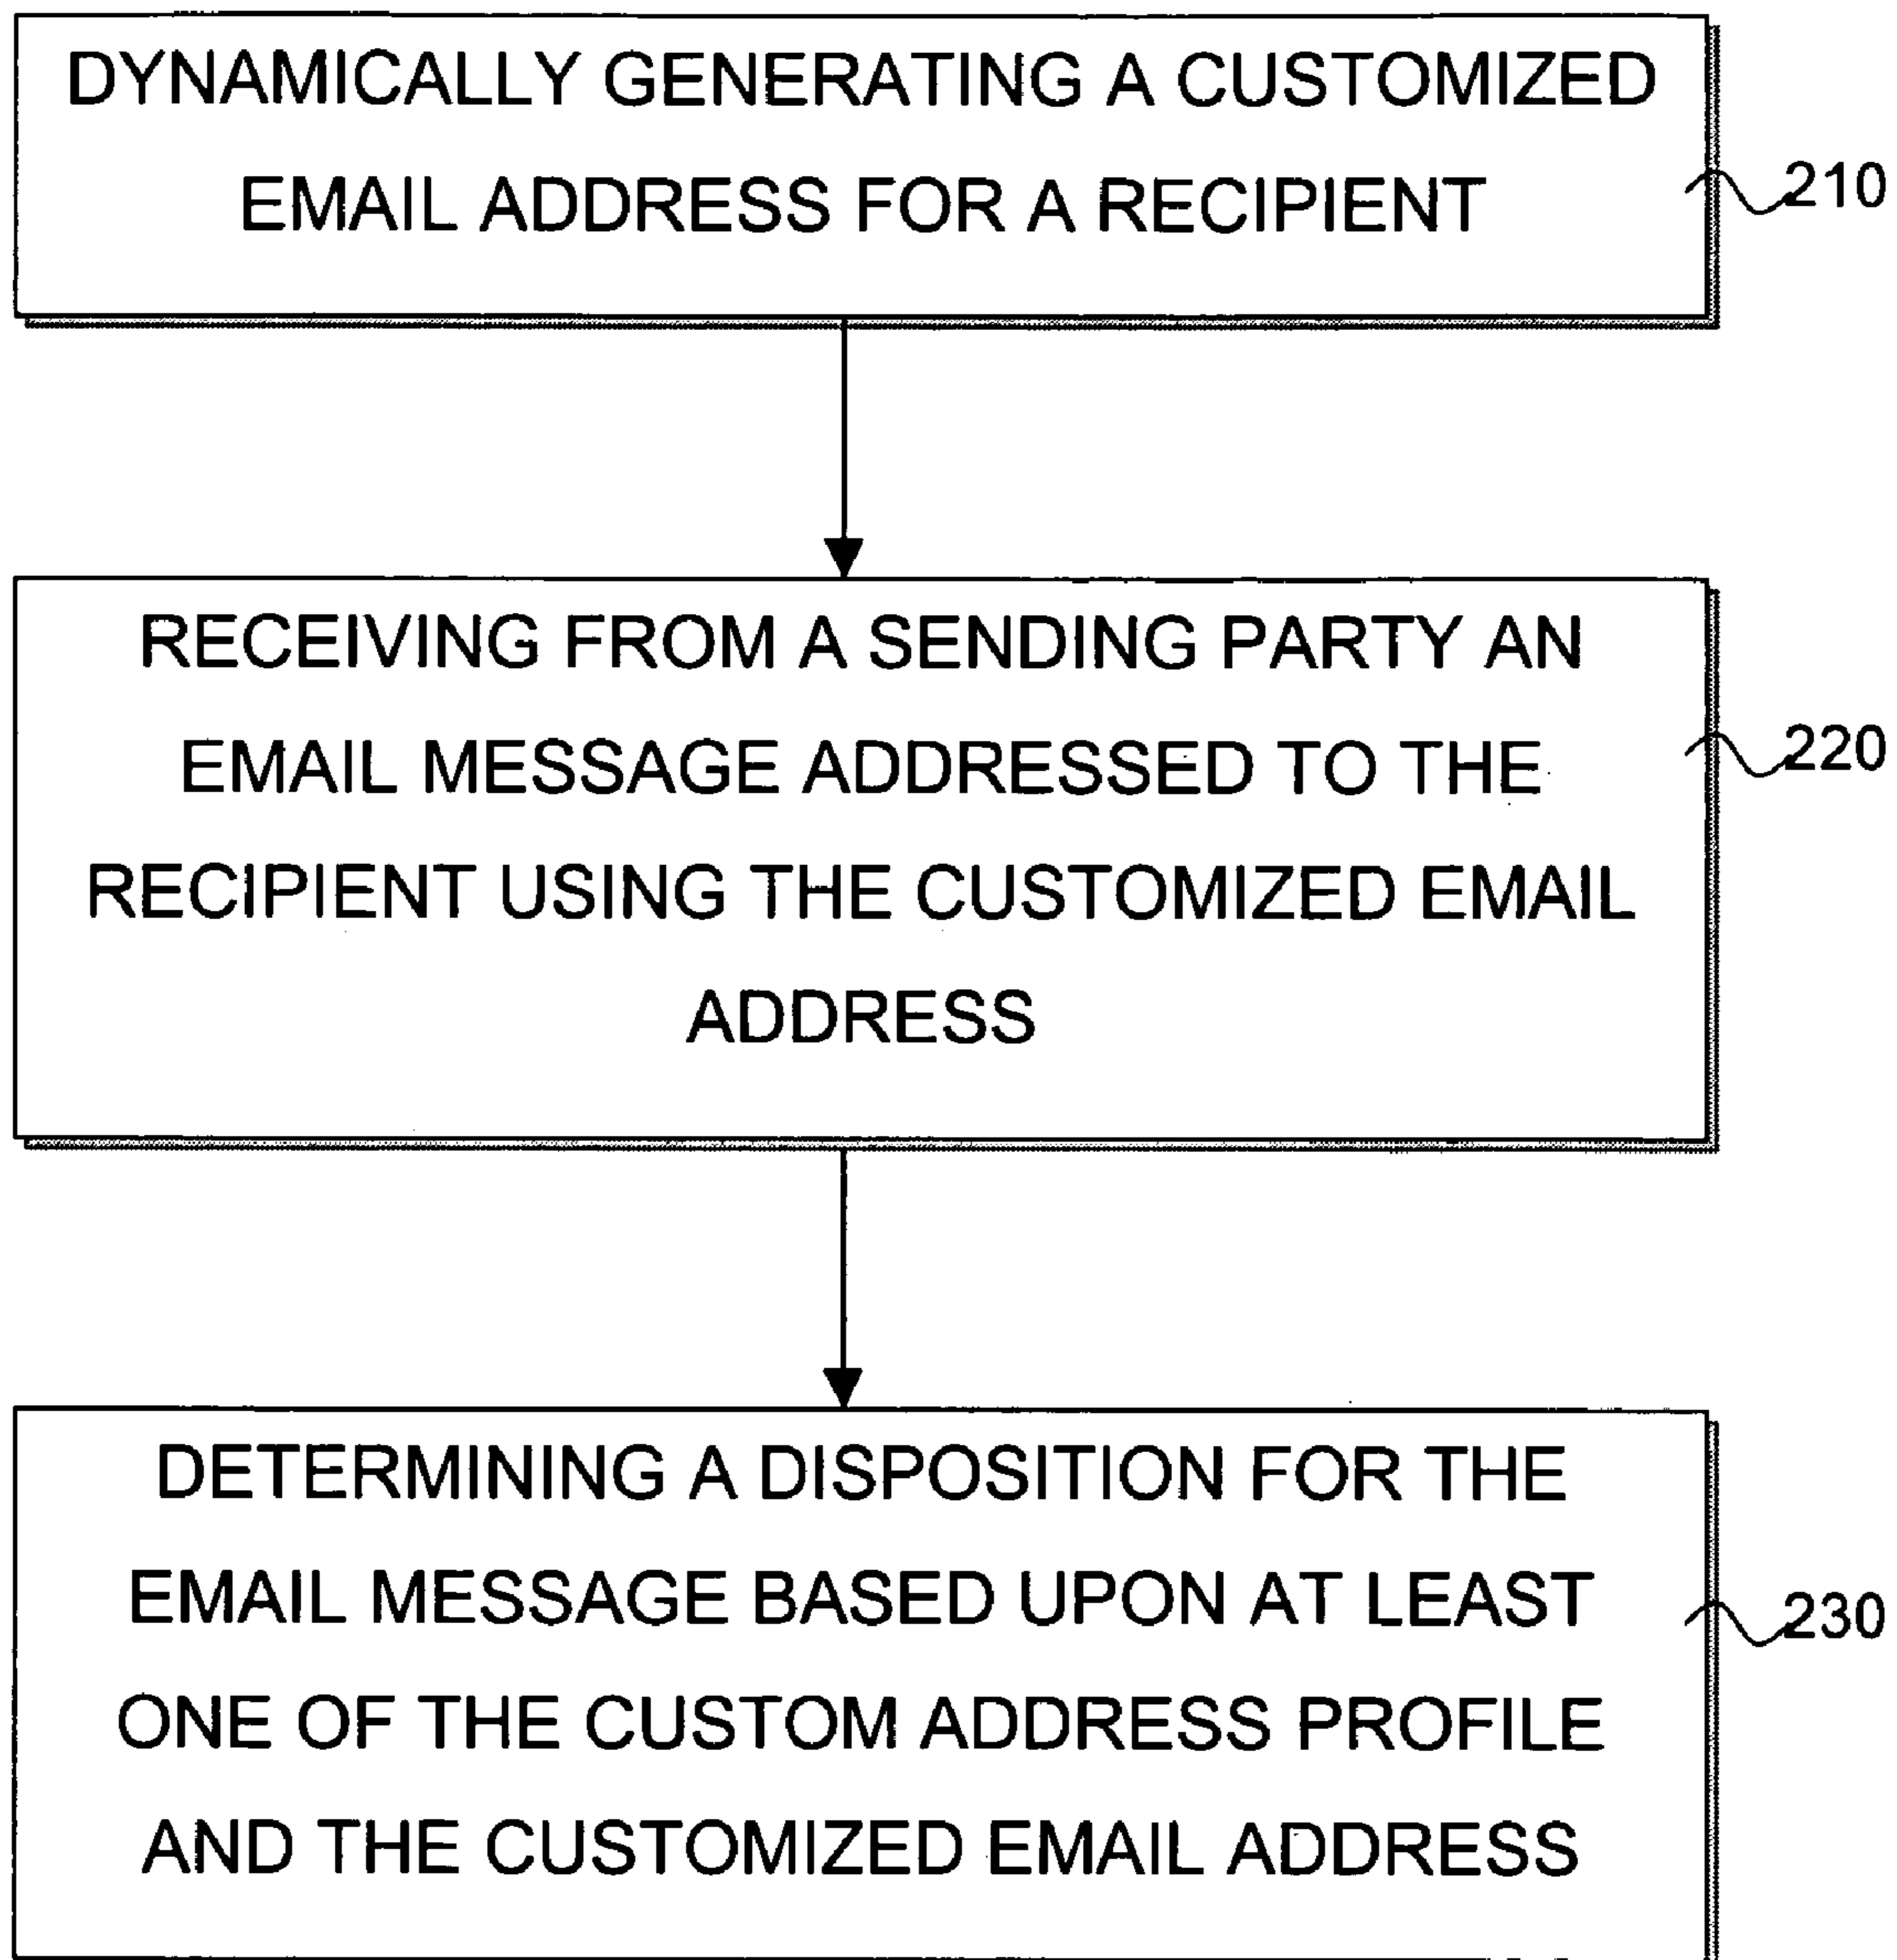 DYNAMICALLY GENERATING A CUSTOMIZED
EMAIL ADDRESS FOR A RECIPIENT
210
RECEIVING FROM A SENDING PARTY AN
EMAIL MESSAGE ADDRESSED TO THE
RECIPIENT USING THE CUSTOMIZED EMAIL
ADDRESS
220
DETERMINING A DISPOSITION FOR THE
EMAIL MESSAGE BASED UPON AT LEAST
ONE OF THE CUSTOM ADDRESS PROFILE
AND THE CUSTOMIZED EMAIL ADDRESS
230